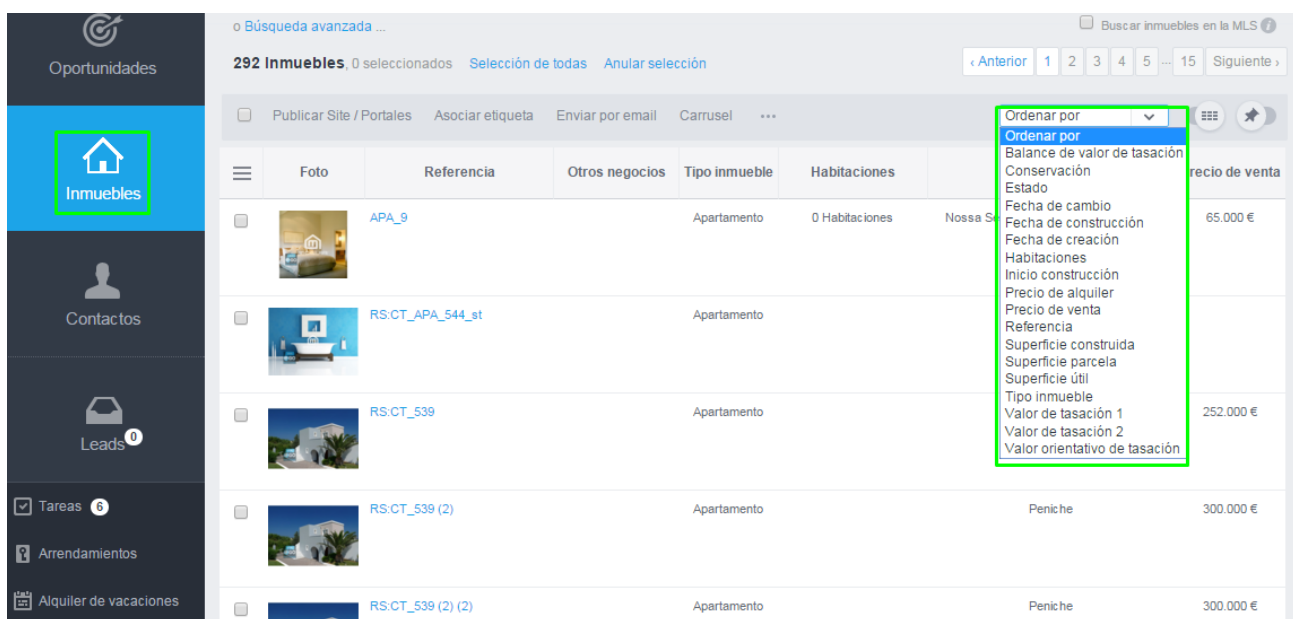 Oportunidades
Inmuebles
Contactos
Leads 0
Tareas 6
Arrendamientos
Alquiler de vacaciones
o Búsqueda avanzada ...
Buscar inmuebles en la MLS
292 Inmuebles, 0 seleccionados Selección de todas Anular selección
‹ Anterior 1 2 3 4 5 ... 15 Siguiente ›
Publicar Site / Portales Asociar etiqueta Enviar por email Carrusel ...
Ordenar por
Ordenar por
Balance de valor de tasación
Conservación
Estado
Fecha de cambio
Fecha de construcción
Fecha de creación
Habitaciones
Inicio construcción
Precio de alquiler
Precio de venta
Referencia
Superficie construida
Superficie parcela
Superficie útil
Tipo inmueble
Valor de tasación 1
Valor de tasación 2
Valor orientativo de tasación
Foto Referencia Otros negocios Tipo inmueble Habitaciones recio de venta
APA_9 Apartamento 0 Habitaciones Nossa S 65.000 €
RS:CT_APA_544_st Apartamento
RS:CT_539 Apartamento 252.000 €
RS:CT_539 (2) Apartamento Peniche 300.000 €
RS:CT_539 (2) (2) Apartamento Peniche 300.000 €